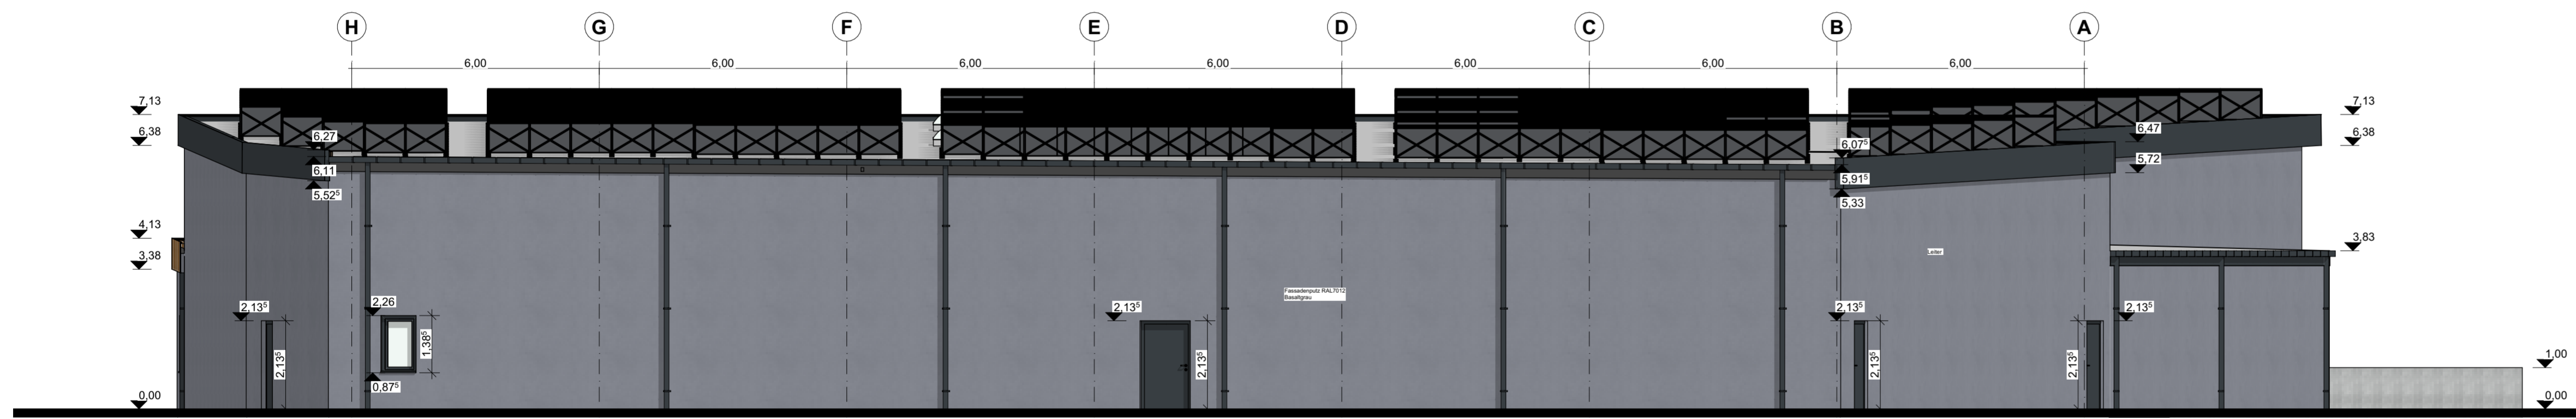 H G F E D C B A
6,00 6,00 6,00 6,00 6,00 6,00 6,00
7,13 7,13
6,38 6,27 6,07⁵ 6,47 6,38
6,11 5,91⁵ 5,72
5,52⁵ 5,33
4,13 3,83
3,38 Leiter
Fassadenputz RAL7012
Basaltgrau
2,13⁵ 2,26 2,13⁵ 2,13⁵ 2,13⁵
2,13⁵ 1,38⁵ 2,13⁵ 2,13⁵ 2,13⁵ 1,00
0,87⁵
0,00 0,00